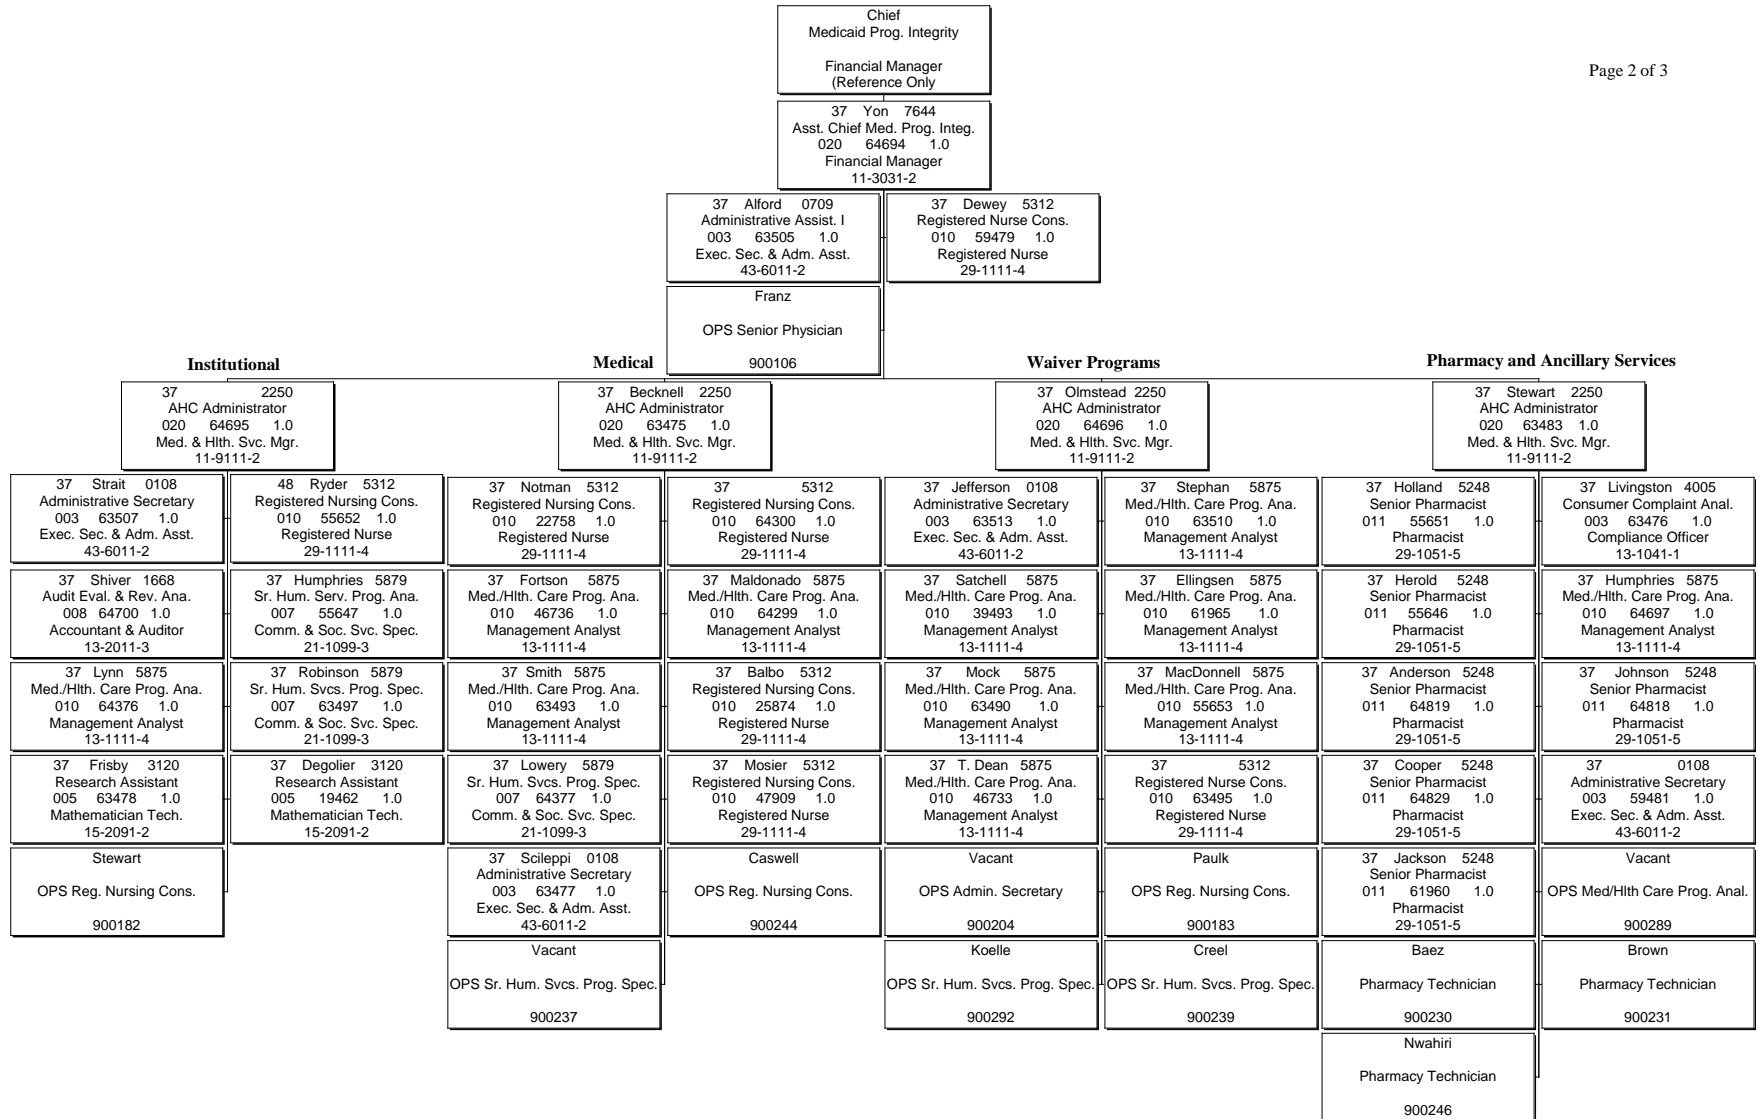 Chief
Medicaid Prog. Integrity
Financial Manager
(Reference Only
Page 2 of 3
37 Yon 7644
Asst. Chief Med. Prog. Integ.
020 64694 1.0
Financial Manager
11-3031-2
37 Alford 0709
Administrative Assist. I
003 63505 1.0
Exec. Sec. & Adm. Asst.
43-6011-2
37 Dewey 5312
Registered Nurse Cons.
010 59479 1.0
Registered Nurse
29-1111-4
Franz
OPS Senior Physician
900106
Institutional
37 2250
AHC Administrator
020 64695 1.0
Med. & Hlth. Svc. Mgr.
11-9111-2
37 Strait 0108
Administrative Secretary
003 63507 1.0
Exec. Sec. & Adm. Asst.
43-6011-2
48 Ryder 5312
Registered Nursing Cons.
010 55652 1.0
Registered Nurse
29-1111-4
37 Shiver 1668
Audit Eval. & Rev. Ana.
008 64700 1.0
Accountant & Auditor
13-2011-3
37 Humphries 5879
Sr. Hum. Serv. Prog. Ana.
007 55647 1.0
Comm. & Soc. Svc. Spec.
21-1099-3
37 Lynn 5875
Med./Hlth. Care Prog. Ana.
010 64376 1.0
Management Analyst
13-1111-4
37 Robinson 5879
Sr. Hum. Svcs. Prog. Spec.
007 63497 1.0
Comm. & Soc. Svc. Spec.
21-1099-3
37 Frisby 3120
Research Assistant
005 63478 1.0
Mathematician Tech.
15-2091-2
37 Degolier 3120
Research Assistant
005 19462 1.0
Mathematician Tech.
15-2091-2
Stewart
OPS Reg. Nursing Cons.
900182
Medical
37 Becknell 2250
AHC Administrator
020 63475 1.0
Med. & Hlth. Svc. Mgr.
11-9111-2
37 Notman 5312
Registered Nursing Cons.
010 22758 1.0
Registered Nurse
29-1111-4
37 5312
Registered Nursing Cons.
010 64300 1.0
Registered Nurse
29-1111-4
37 Fortson 5875
Med./Hlth. Care Prog. Ana.
010 46736 1.0
Management Analyst
13-1111-4
37 Maldonado 5875
Med./Hlth. Care Prog. Ana.
010 64299 1.0
Management Analyst
13-1111-4
37 Smith 5875
Med./Hlth. Care Prog. Ana.
010 63493 1.0
Management Analyst
13-1111-4
37 Balbo 5312
Registered Nursing Cons.
010 25874 1.0
Registered Nurse
29-1111-4
37 Lowery 5879
Sr. Hum. Svcs. Prog. Spec.
007 64377 1.0
Comm. & Soc. Svc. Spec.
21-1099-3
37 Mosier 5312
Registered Nursing Cons.
010 47909 1.0
Registered Nurse
29-1111-4
37 Scileppi 0108
Administrative Secretary
003 63477 1.0
Exec. Sec. & Adm. Asst.
43-6011-2
Caswell
OPS Reg. Nursing Cons.
900244
Vacant
OPS Sr. Hum. Svcs. Prog. Spec.
900237
Waiver Programs
37 Olmstead 2250
AHC Administrator
020 64696 1.0
Med. & Hlth. Svc. Mgr.
11-9111-2
37 Jefferson 0108
Administrative Secretary
003 63513 1.0
Exec. Sec. & Adm. Asst.
43-6011-2
37 Stephan 5875
Med./Hlth. Care Prog. Ana.
010 63510 1.0
Management Analyst
13-1111-4
37 Satchell 5875
Med./Hlth. Care Prog. Ana.
010 39493 1.0
Management Analyst
13-1111-4
37 Ellingsen 5875
Med./Hlth. Care Prog. Ana.
010 61965 1.0
Management Analyst
13-1111-4
37 Mock 5875
Med./Hlth. Care Prog. Ana.
010 63490 1.0
Management Analyst
13-1111-4
37 MacDonnell 5875
Med./Hlth. Care Prog. Ana.
010 55653 1.0
Management Analyst
13-1111-4
37 T. Dean 5875
Med./Hlth. Care Prog. Ana.
010 46733 1.0
Management Analyst
13-1111-4
37 5312
Registered Nurse Cons.
010 63495 1.0
Registered Nurse
29-1111-4
Vacant
OPS Admin. Secretary
900204
Paulk
OPS Reg. Nursing Cons.
900183
Koelle
OPS Sr. Hum. Svcs. Prog. Spec.
900292
Creel
OPS Sr. Hum. Svcs. Prog. Spec.
900239
Pharmacy and Ancillary Services
37 Stewart 2250
AHC Administrator
020 63483 1.0
Med. & Hlth. Svc. Mgr.
11-9111-2
37 Holland 5248
Senior Pharmacist
011 55651 1.0
Pharmacist
29-1051-5
37 Livingston 4005
Consumer Complaint Anal.
003 63476 1.0
Compliance Officer
13-1041-1
37 Herold 5248
Senior Pharmacist
011 55646 1.0
Pharmacist
29-1051-5
37 Humphries 5875
Med./Hlth. Care Prog. Ana.
010 64697 1.0
Management Analyst
13-1111-4
37 Anderson 5248
Senior Pharmacist
011 64819 1.0
Pharmacist
29-1051-5
37 Johnson 5248
Senior Pharmacist
011 64818 1.0
Pharmacist
29-1051-5
37 Cooper 5248
Senior Pharmacist
011 64829 1.0
Pharmacist
29-1051-5
37 0108
Administrative Secretary
003 59481 1.0
Exec. Sec. & Adm. Asst.
43-6011-2
37 Jackson 5248
Senior Pharmacist
011 61960 1.0
Pharmacist
29-1051-5
Vacant
OPS Med/Hlth Care Prog. Anal.
900289
Baez
Pharmacy Technician
900230
Brown
Pharmacy Technician
900231
Nwahiri
Pharmacy Technician
900246